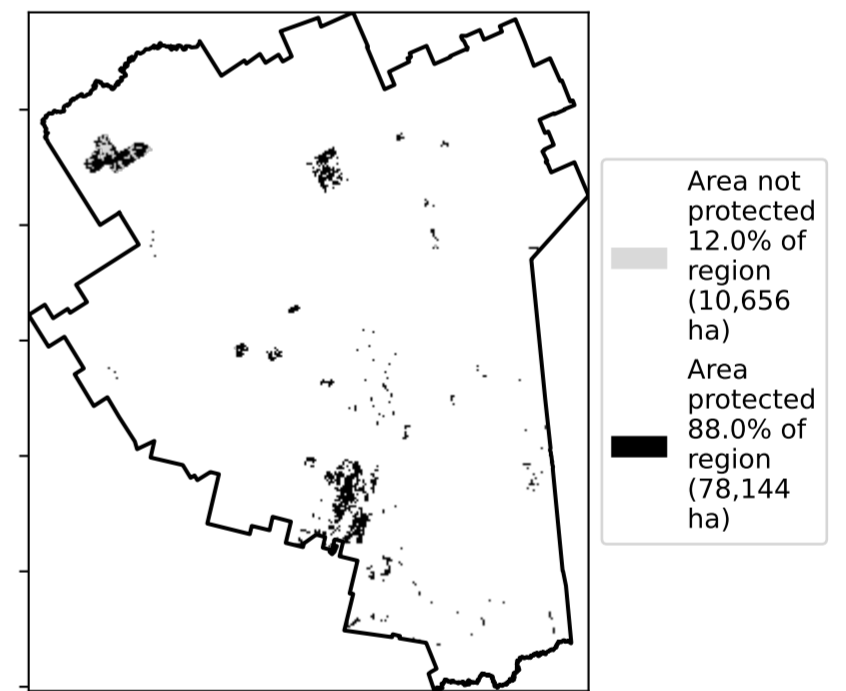 Area not
protected
12.0% of
region
(10,656
ha)
Area
protected
88.0% of
region
(78,144
ha)